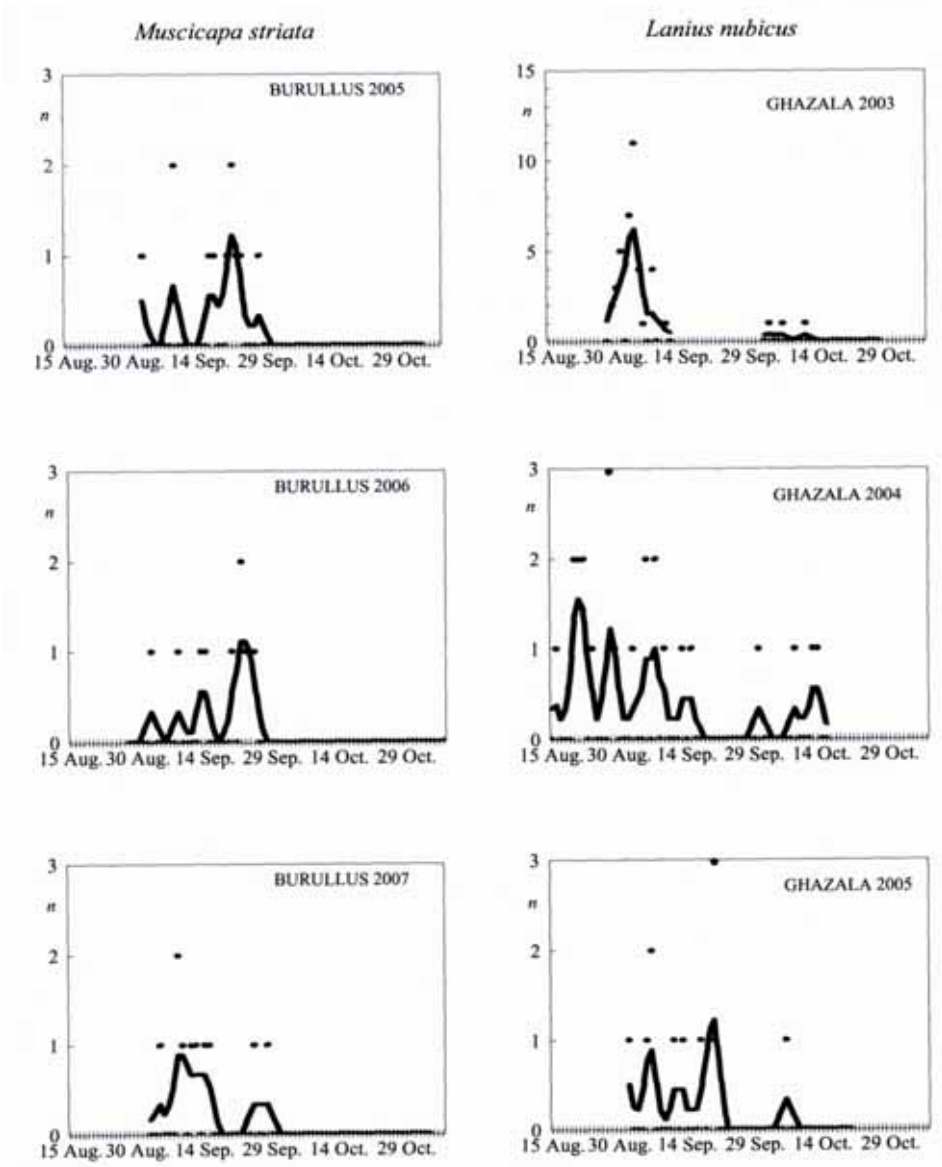 Muscicapa striata
Lanius nubicus
3
n
2
1
0
BURULLUS 2005
15 Aug. 30 Aug. 14 Sep. 29 Sep. 14 Oct. 29 Oct.
15
n
10
5
0
GHAZALA 2003
15 Aug. 30 Aug. 14 Sep. 29 Sep. 14 Oct. 29 Oct.
3
n
2
1
0
BURULLUS 2006
15 Aug. 30 Aug. 14 Sep. 29 Sep. 14 Oct. 29 Oct.
3
n
2
1
0
GHAZALA 2004
15 Aug. 30 Aug. 14 Sep. 29 Sep. 14 Oct. 29 Oct.
3
n
2
1
0
BURULLUS 2007
15 Aug. 30 Aug. 14 Sep. 29 Sep. 14 Oct. 29 Oct.
3
n
2
1
0
GHAZALA 2005
15 Aug. 30 Aug. 14 Sep. 29 Sep. 14 Oct. 29 Oct.